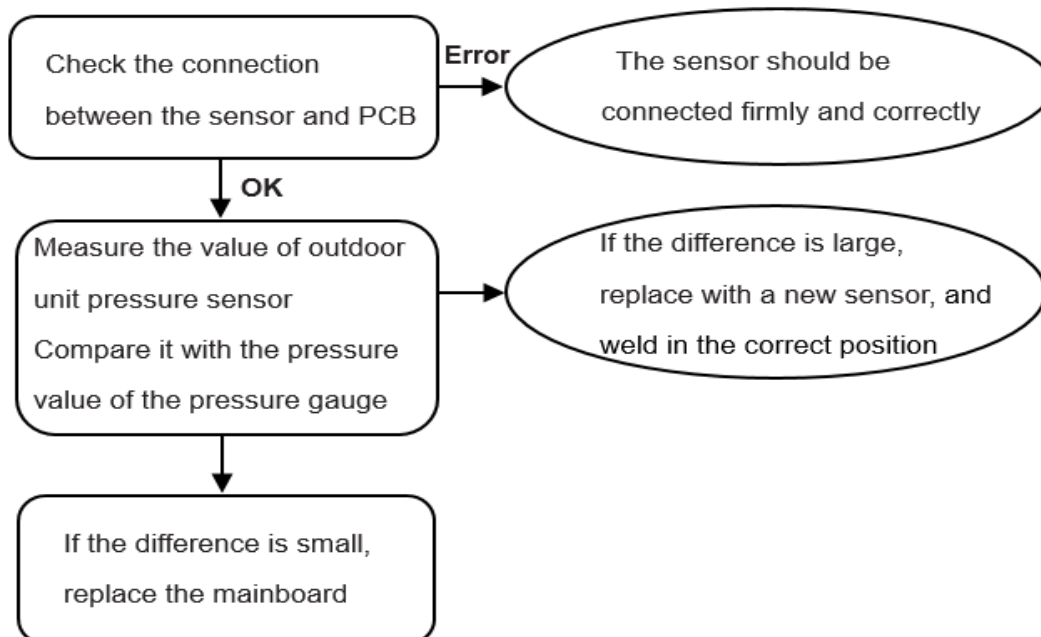 Check the connection
between the sensor and PCB
Error
The sensor should be
connected firmly and correctly
OK
Measure the value of outdoor
unit pressure sensor
Compare it with the pressure
value of the pressure gauge
If the difference is large,
replace with a new sensor, and
weld in the correct position
If the difference is small,
replace the mainboard